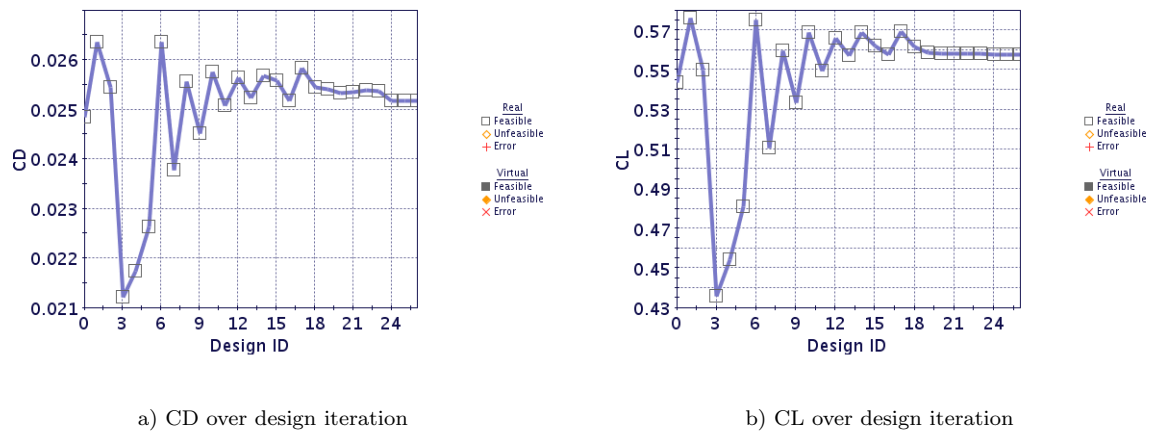 0.026
0.025
0.024
0.023
0.022
0.021
CD
0
3
6
9
12
15
18
21
24
Design ID
Real
Feasible
Unfeasible
Error
Virtual
Feasible
Unfeasible
Error
a) CD over design iteration
0.57
0.55
0.53
0.51
0.49
0.47
0.45
0.43
CL
0
3
6
9
12
15
18
21
24
Design ID
Real
Feasible
Unfeasible
Error
Virtual
Feasible
Unfeasible
Error
b) CL over design iteration